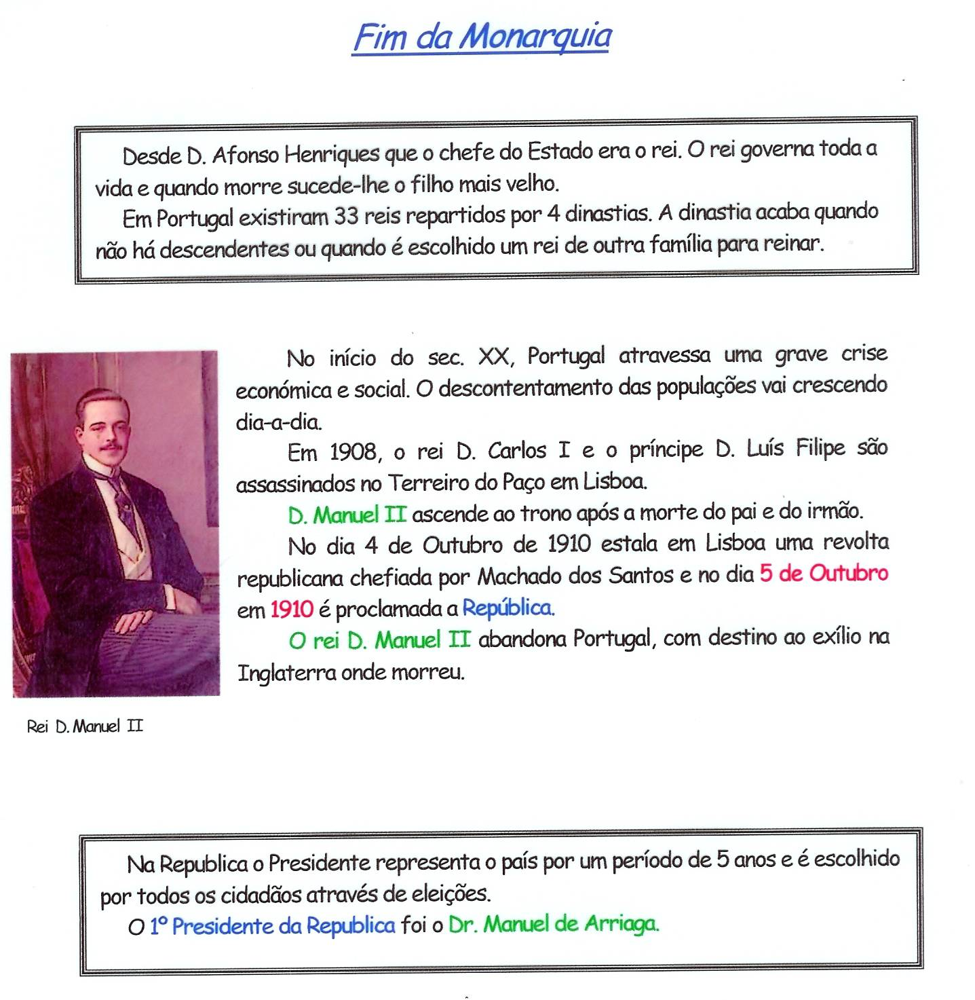 Fim da Monarquia
Desde D. Afonso Henriques que o chefe do Estado era o rei. O rei governa toda a
vida e quando morre sucede-lhe o filho mais velho.
Em Portugal existiram 33 reis repartidos por 4 dinastias. A dinastia acaba quando
não há descendentes ou quando é escolhido um rei de outra família para reinar.
No início do sec. XX, Portugal atravessa uma grave crise
económica e social. O descontentamento das populações vai crescendo
dia-a-dia.
Em 1908, o rei D. Carlos I e o príncipe D. Luís Filipe são
assassinados no Terreiro do Paço em Lisboa.
D. Manuel II ascende ao trono após a morte do pai e do irmão.
No dia 4 de Outubro de 1910 estala em Lisboa uma revolta
republicana chefiada por Machado dos Santos e no dia 5 de Outubro
em 1910 é proclamada a República.
O rei D. Manuel II abandona Portugal, com destino ao exílio na
Inglaterra onde morreu.
Rei D. Manuel II
Na Republica o Presidente representa o país por um período de 5 anos e é escolhido
por todos os cidadãos através de eleições.
O 1º Presidente da Republica foi o Dr. Manuel de Arriaga.